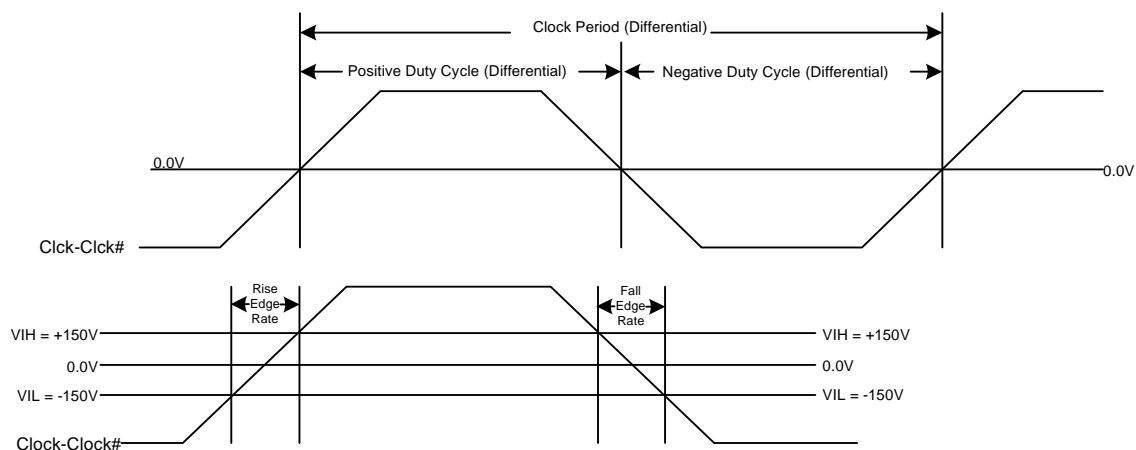 Clock Period (Differential)
Positive Duty Cycle (Differential)
Negative Duty Cycle (Differential)
0.0V
0.0V
Clck-Clck#
Rise
Edge
Rate
Fall
Edge
Rate
VIH = +150V
VIH = +150V
0.0V
0.0V
VIL = -150V
VIL = -150V
Clock-Clock#